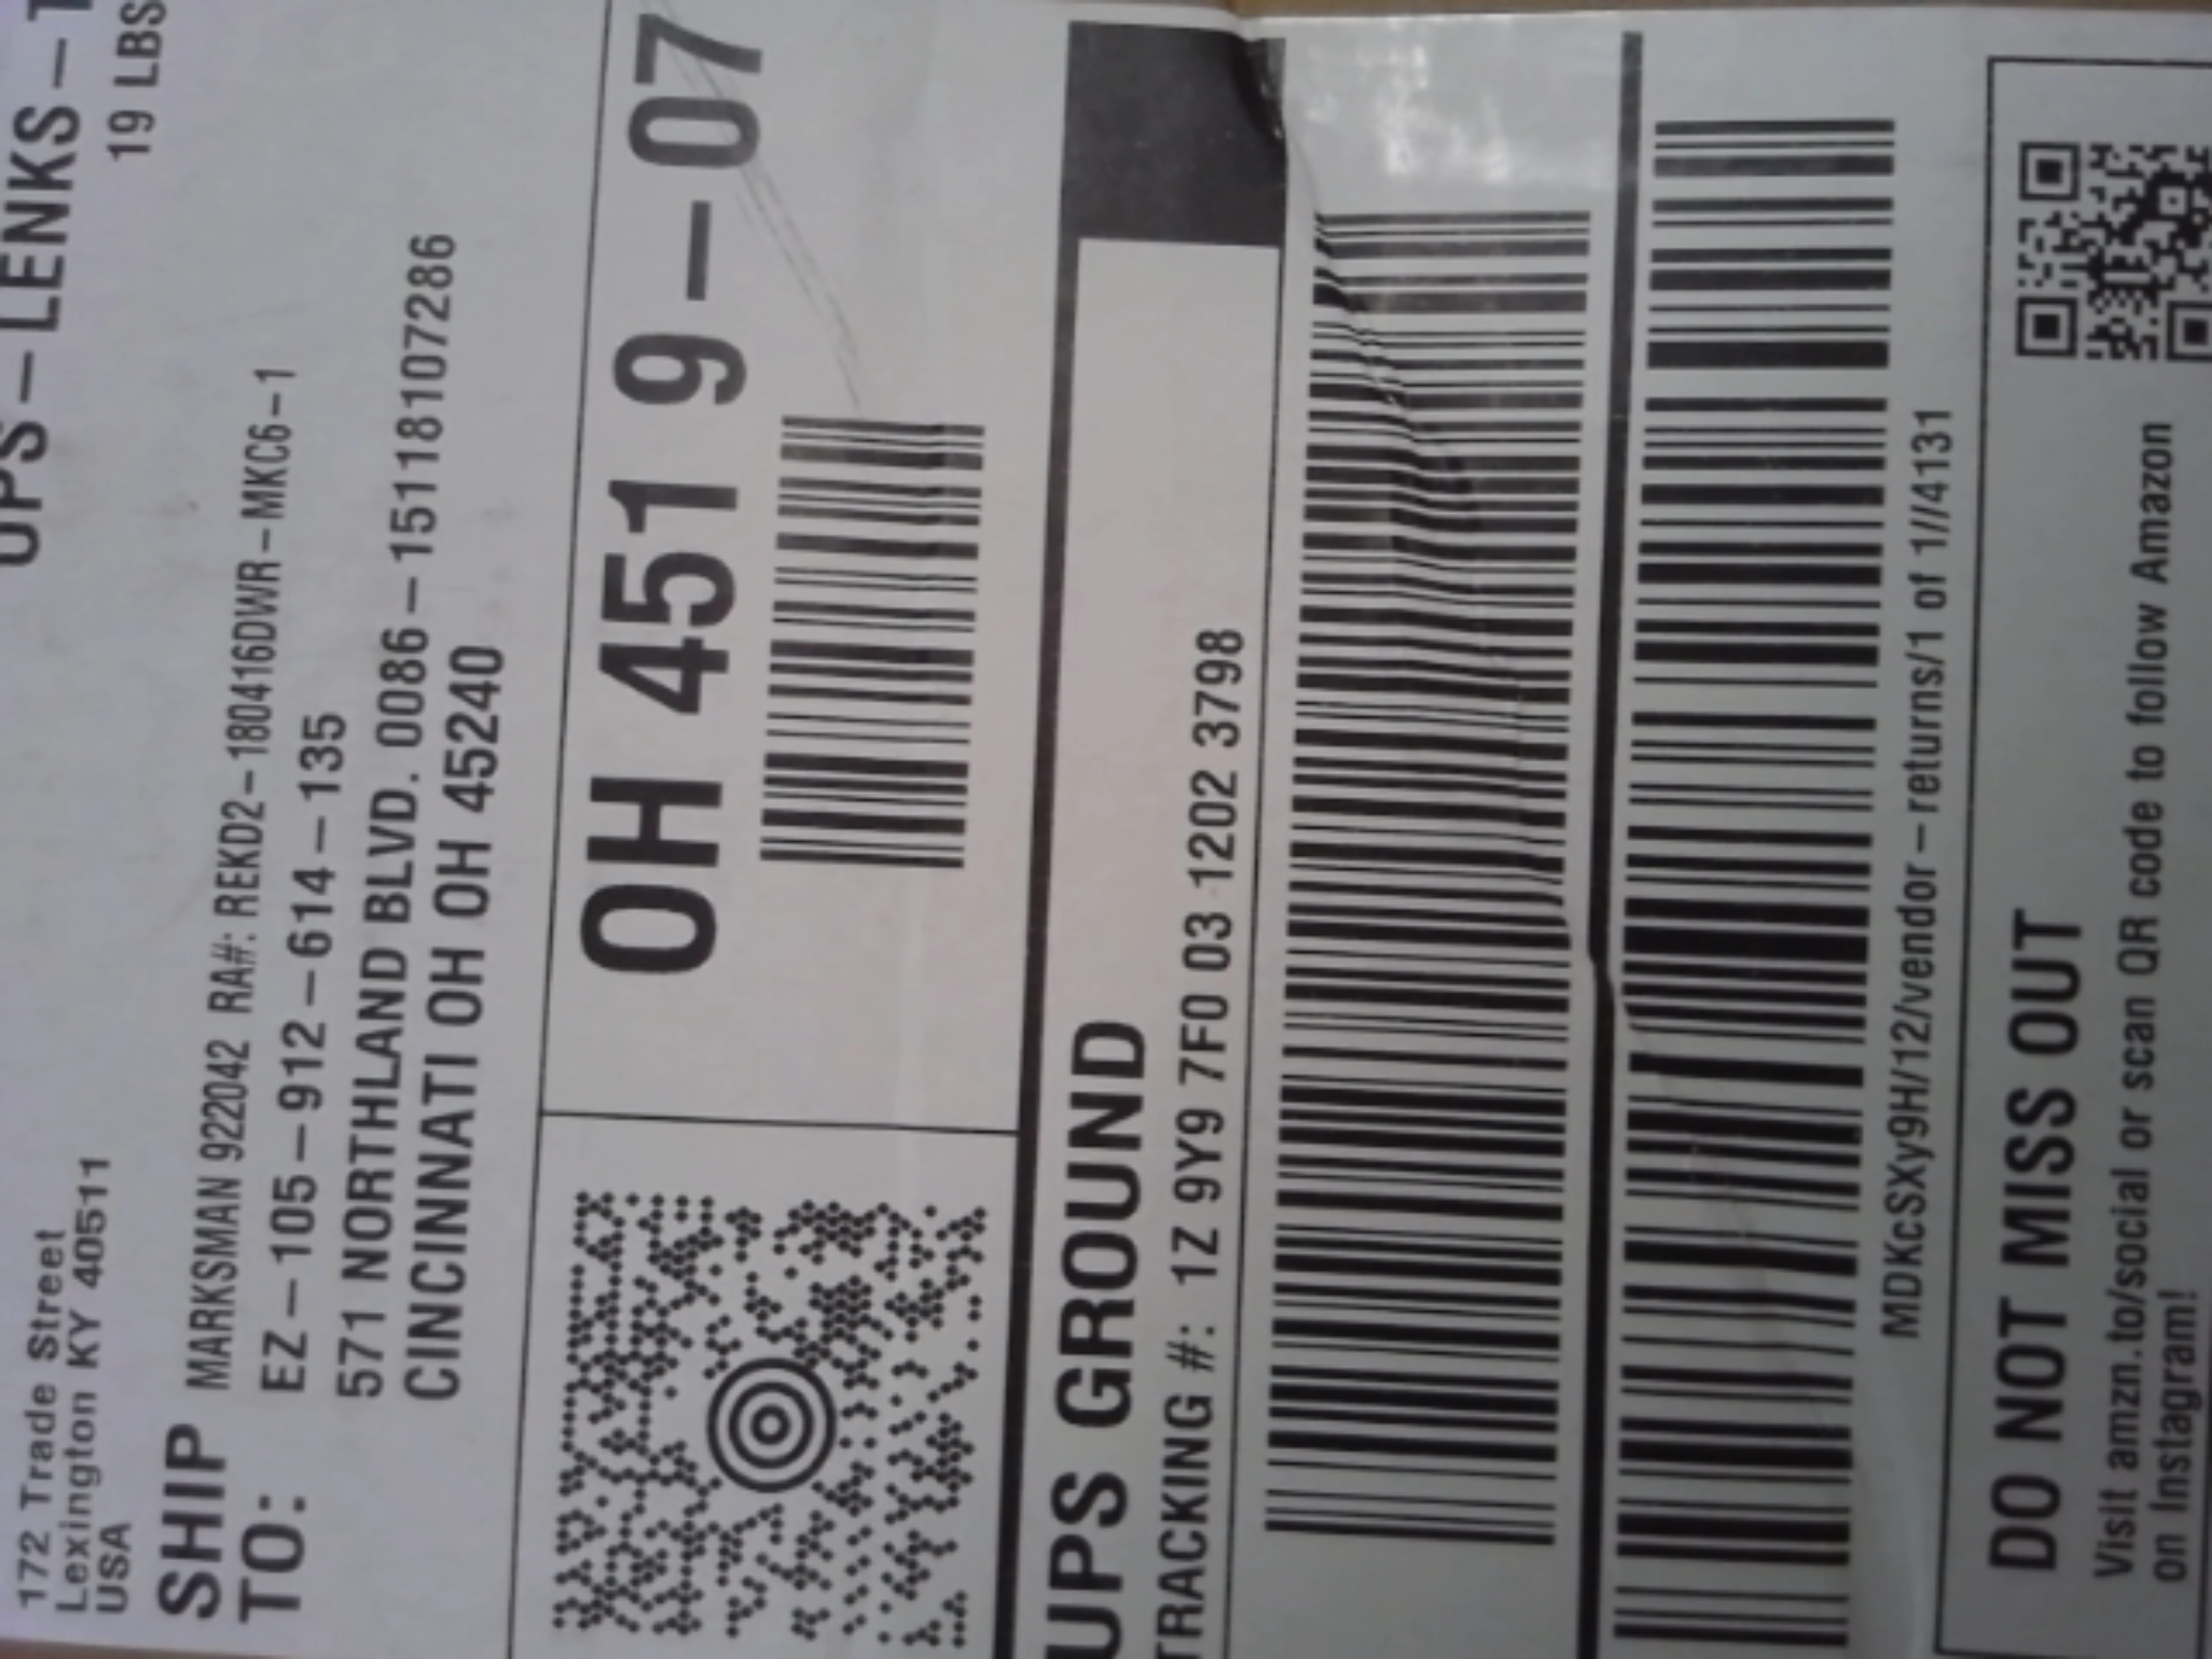 UPS-LENKS-1
19 LBS
172 Trade Street
Lexington KY 40511
USA
SHIP
TO:
MARKSMAN 922042 RA#: REKD2-180416DWR-MKC6-1
EZ-105-912-614-135
571 NORTHLAND BLVD. 0086-1511810728​6
CINCINNATI OH OH 45240
OH 451 9-07
UPS GROUND
TRACKING #: 1Z 9Y9 7F0 03 1202 3798
MDKcSXy9H/12/vendor-returns/1 of 1//4131
DO NOT MISS OUT
Visit amzn.to/social or scan QR code to follow Amazon
on Instagram!